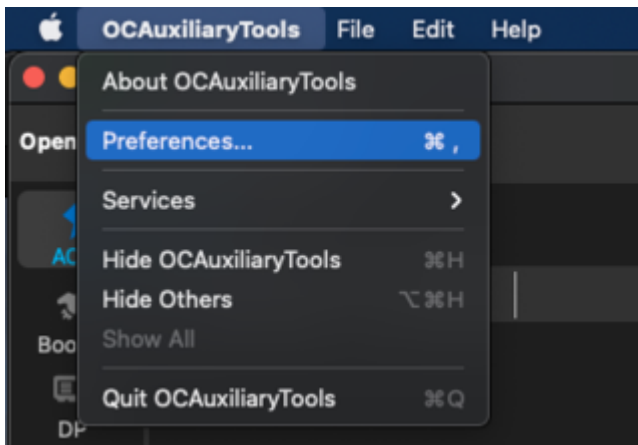 OCAuxiliaryTools File Edit Help
About OCAuxiliaryTools
Open
Preferences... ⌘ ,
Services
AC
Hide OCAuxiliaryTools ⌘H
Hide Others ⌥⌘H
Boo
Show All
Quit OCAuxiliaryTools ⌘Q
DP